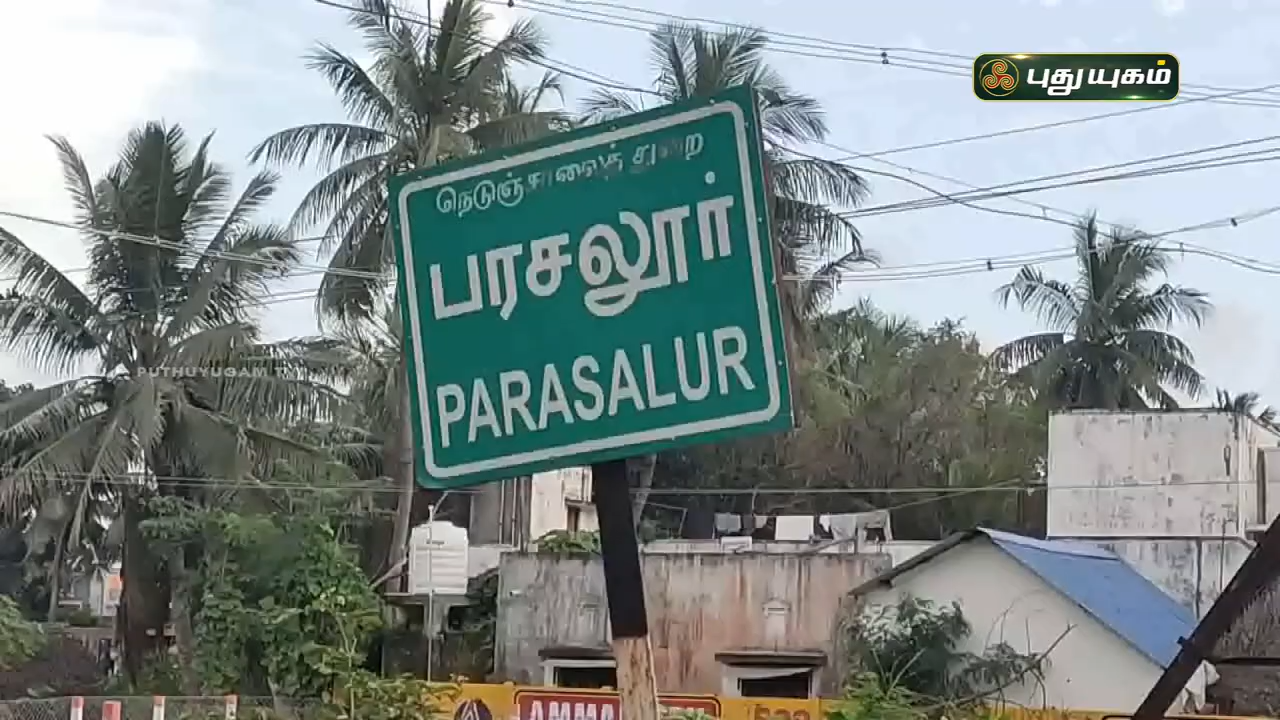 புதுயுகம்
நெடுஞ்சாலைத் துறை
பரசலூர்
PARASALUR
PUTHUYUGAM T
AMMA